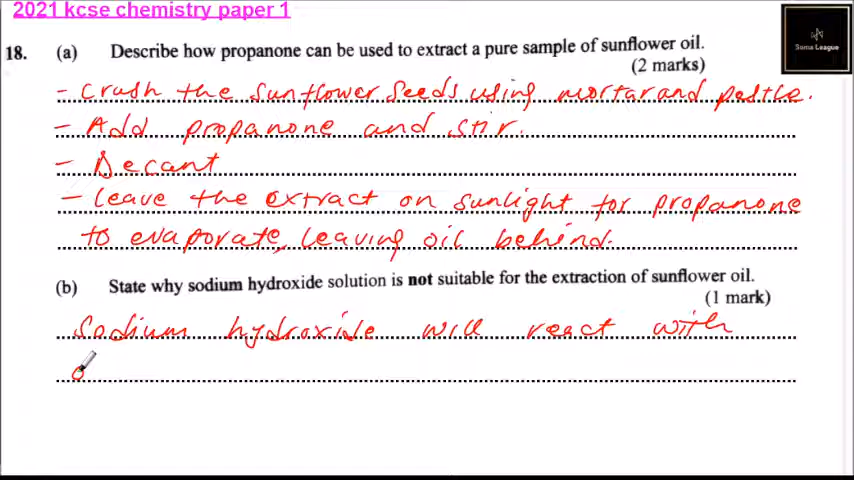 2021 kcse chemistry paper 1
Soma League
18. (a) Describe how propanone can be used to extract a pure sample of sunflower oil.
(2 marks)
- Crush the sunflower seeds using mortar and pestle.
- Add propanone and stir.
- Decant
- Leave the extract on sunlight for propanone
to evaporate, leaving oil behind.
(b) State why sodium hydroxide solution is not suitable for the extraction of sunflower oil.
(1 mark)
Sodium hydroxide will react with